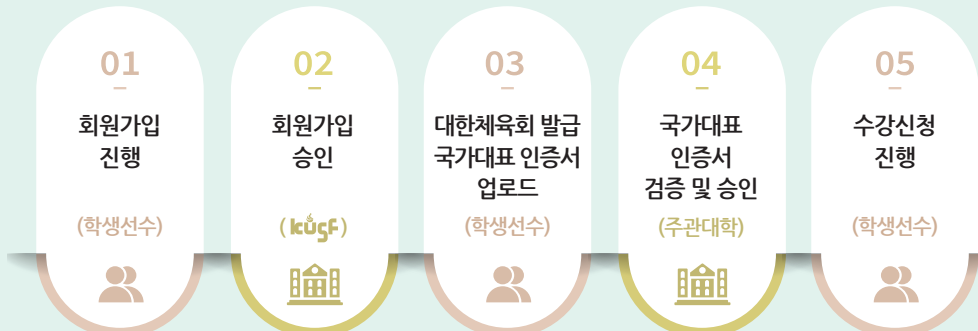 01
회원가입
진행
(학생선수)
02
회원가입
승인
(kusf)
03
대한체육회 발급
국가대표 인증서
업로드
(학생선수)
04
국가대표
인증서
검증 및 승인
(주관대학)
05
수강신청
진행
(학생선수)